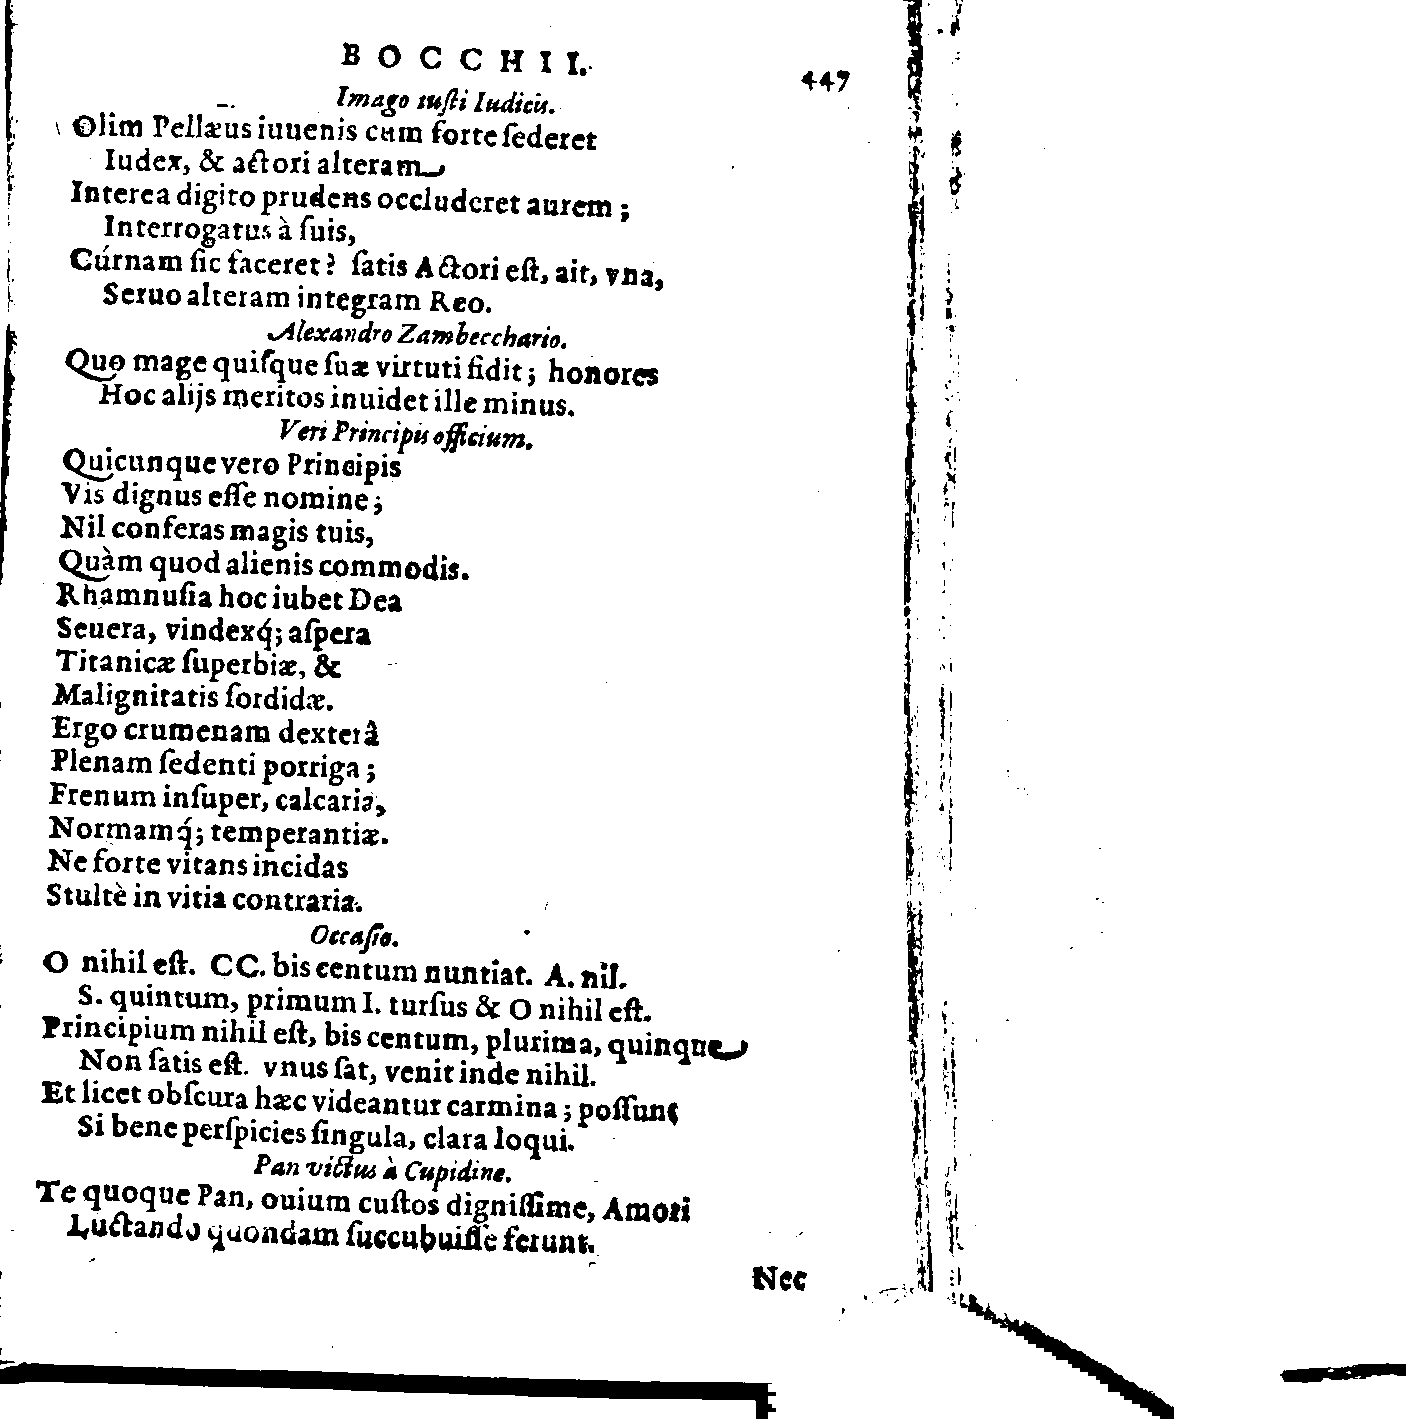 BOCCHII. 447
Imago iusti Iudicis.
Olim Pellæus iuuenis cum forte ſederet
Iudex, & actori alteram
Interea digito prudens occluderet aurem ;
Interrogatus à ſuis,
Cúrnam ſic faceret ? ſatis Actori eſt, ait, vna,
Seruo alteram integram Reo.
Alexandro Zambecchario.
Quo mage quiſque ſuæ virtuti fidit ; honores
Hoc alijs meritos inuidet ille minus.
Veri Principis officium.
Quicunque vero Principis
Vis dignus eſſe nomine ;
Nil conferas magis tuis,
Quàm quod alienis commodis.
Rhamnuſia hoc iubet Dea
Seuera, vindexq́; aſpera
Titanicæ ſuperbiæ, &
Malignitatis ſordidæ.
Ergo crumenam dexterâ
Plenam ſedenti porriga ;
Frenum inſuper, calcaria,
Normamq́; temperantiæ.
Ne forte vitans incidas
Stultè in vitia contraria.
Occaſio.
O nihil eſt. CC. bis centum nuntiat. A. nil.
S. quintum, primum I. turſus & O nihil eſt.
Principium nihil eſt, bis centum, plurima, quinque
Non ſatis eſt. vnus ſat, venit inde nihil.
Et licet obſcura hæc videantur carmina ; poſſunt
Si bene perſpicies ſingula, clara loqui.
Pan victus à Cupidine.
Te quoque Pan, ouium cuſtos digniſſime, Amori
Luctando quondam ſuccubuiſſe ferunt.
Nec